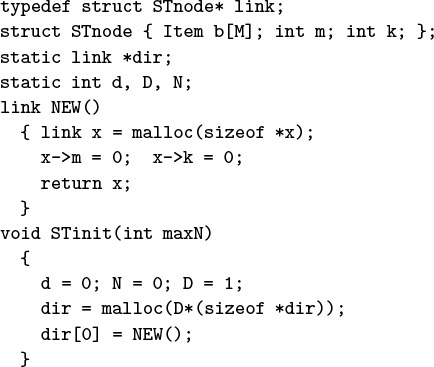 typedef struct STnode* link;
struct STnode { Item b[M]; int m; int k; };
static link *dir;
static int d, D, N;
link NEW()
  { link x = malloc(sizeof *x);
    x->m = 0;  x->k = 0;
    return x;
  }
void STinit(int maxN)
  {
    d = 0; N = 0; D = 1;
    dir = malloc(D*(sizeof *dir));
    dir[0] = NEW();
  }